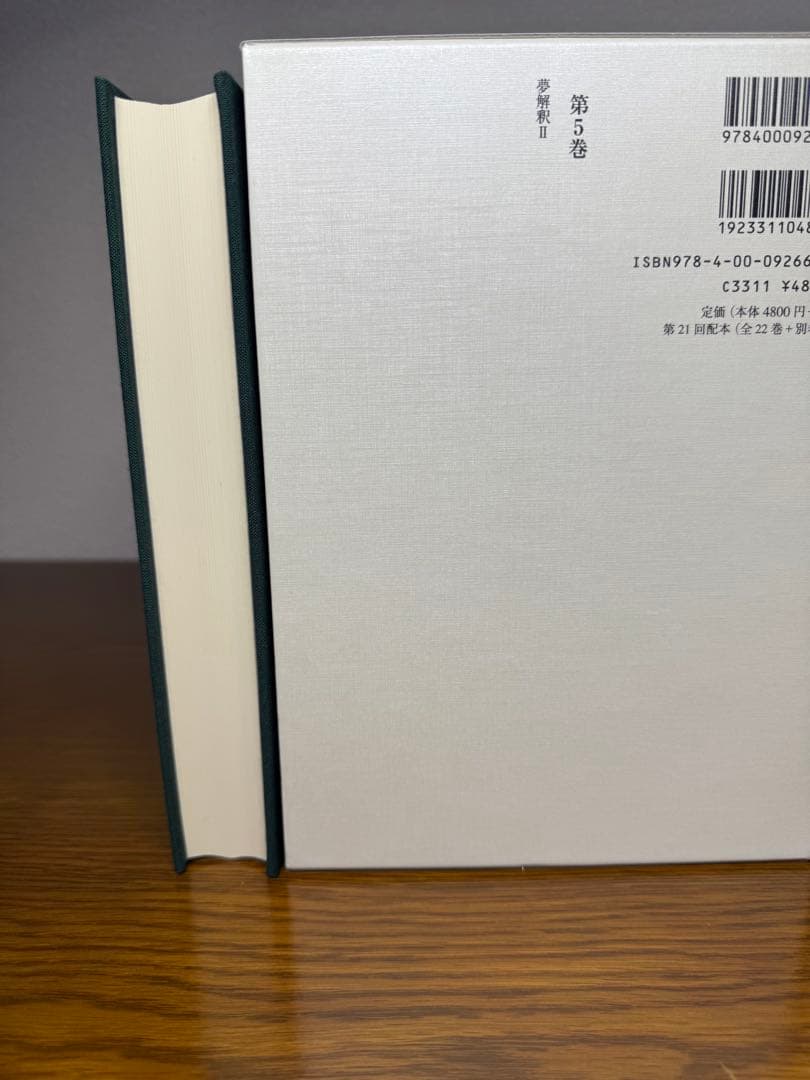 第5巻
夢解釈Ⅱ
978400092
1923311048
ISBN978-4-00-09266
C3311 ¥48
定価(本体4800円+
第21回配本(全22巻+別